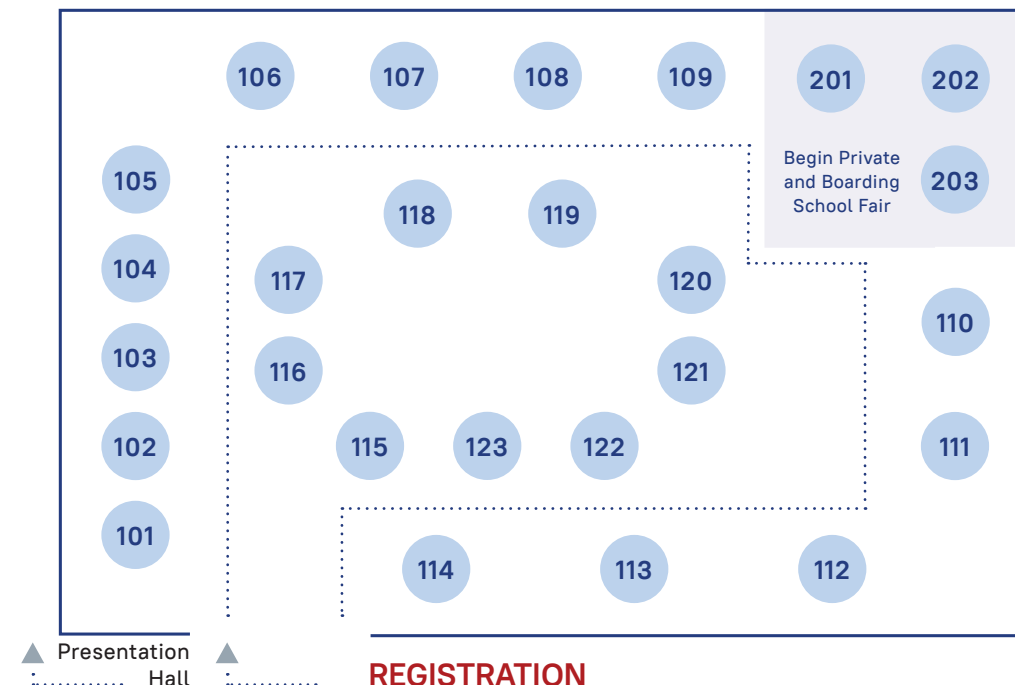 106 107 108 109 201 202
105
Begin Private
and Boarding
School Fair
203
118 119
104 117 120
110
103 116 121
102 115 123 122 111
101
114 113 112
Presentation
Hall
REGISTRATION